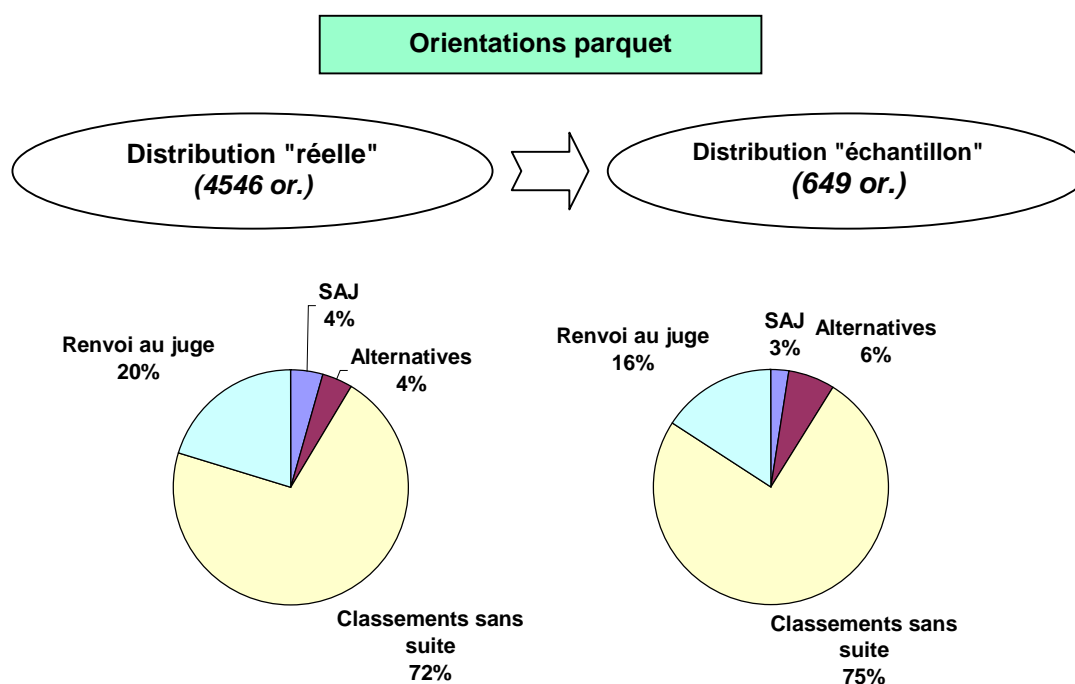 Orientations parquet
Distribution "réelle"
(4546 or.)
Distribution "échantillon"
(649 or.)
SAJ
4%
Renvoi au juge
20%
Alternatives
4%
Classements sans
suite
72%
SAJ
3%
Alternatives
6%
Renvoi au juge
16%
Classements sans
suite
75%